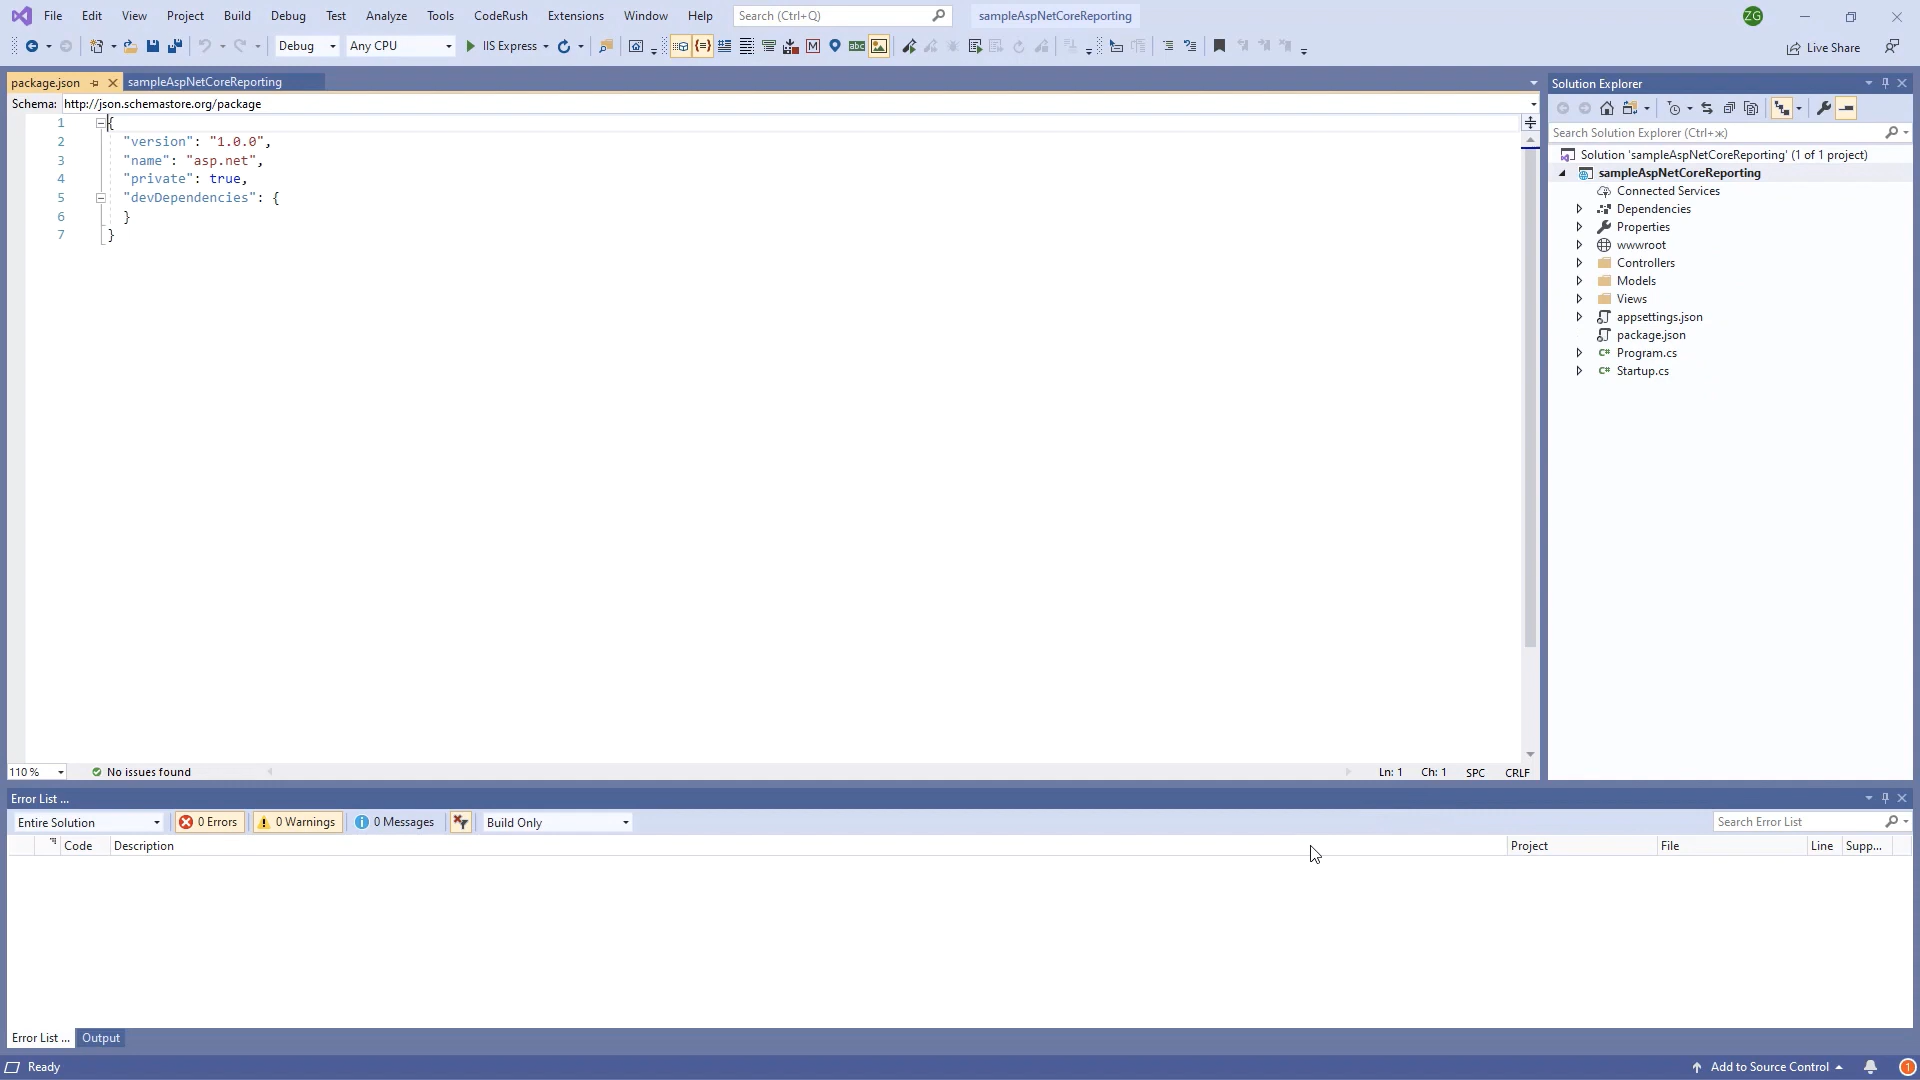 File Edit View Project Build Debug Test Analyze Tools CodeRush Extensions Window Help Search (Ctrl+Q) sampleAspNetCoreReporting ZG
Debug Any CPU IIS Express Live Share
package.json sampleAspNetCoreReporting
Schema: http://json.schemastore.org/package
1 {
2 "version": "1.0.0",
3 "name": "asp.net",
4 "private": true,
5 "devDependencies": {
6 }
7 }
110 % No issues found Ln: 1 Ch: 1 SPC CRLF
Solution Explorer
Search Solution Explorer (Ctrl+ж)
Solution 'sampleAspNetCoreReporting' (1 of 1 project)
sampleAspNetCoreReporting
Connected Services
Dependencies
Properties
wwwroot
Controllers
Models
Views
appsettings.json
package.json
C# Program.cs
C# Startup.cs
Error List ...
Entire Solution 0 Errors 0 Warnings 0 Messages Build Only Search Error List
Code Description Project File Line Supp...
Error List ... Output
Ready Add to Source Control 1